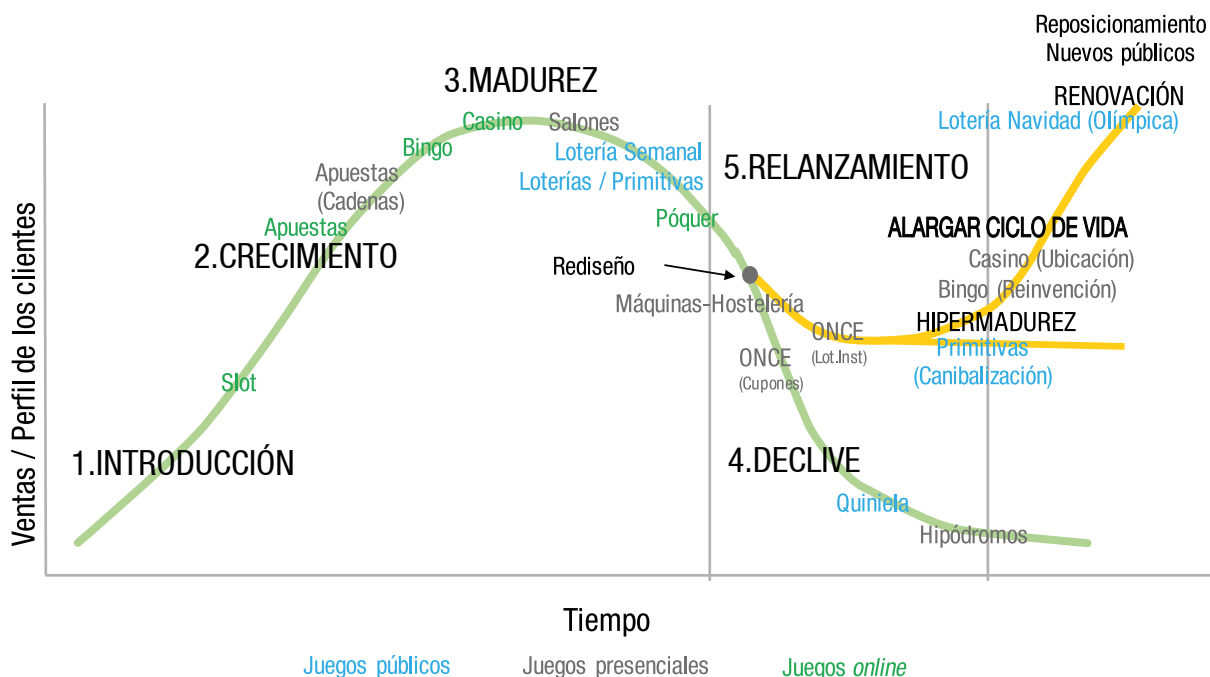 Reposicionamiento
Nuevos públicos
RENOVACIÓN
Lotería Navidad (Olímpica)
3.MADUREZ
Casino
Salones
Bingo
Lotería Semanal
Loterías / Primitivas
5.RELANZAMIENTO
Apuestas
(Cadenas)
Apuestas
Póquer
2.CRECIMIENTO
ALARGAR CICLO DE VIDA
Casino (Ubicación)
Bingo (Reinvención)
Rediseño
Máquinas-Hostelería
HIPERMADUREZ
Primitivas
(Canibalización)
ONCE
(Lot.Inst)
ONCE
(Cupones)
Slot
1.INTRODUCCIÓN
4.DECLIVE
Quiniela
Hipódromos
Ventas / Perfil de los clientes
Tiempo
Juegos públicos
Juegos presenciales
Juegos online